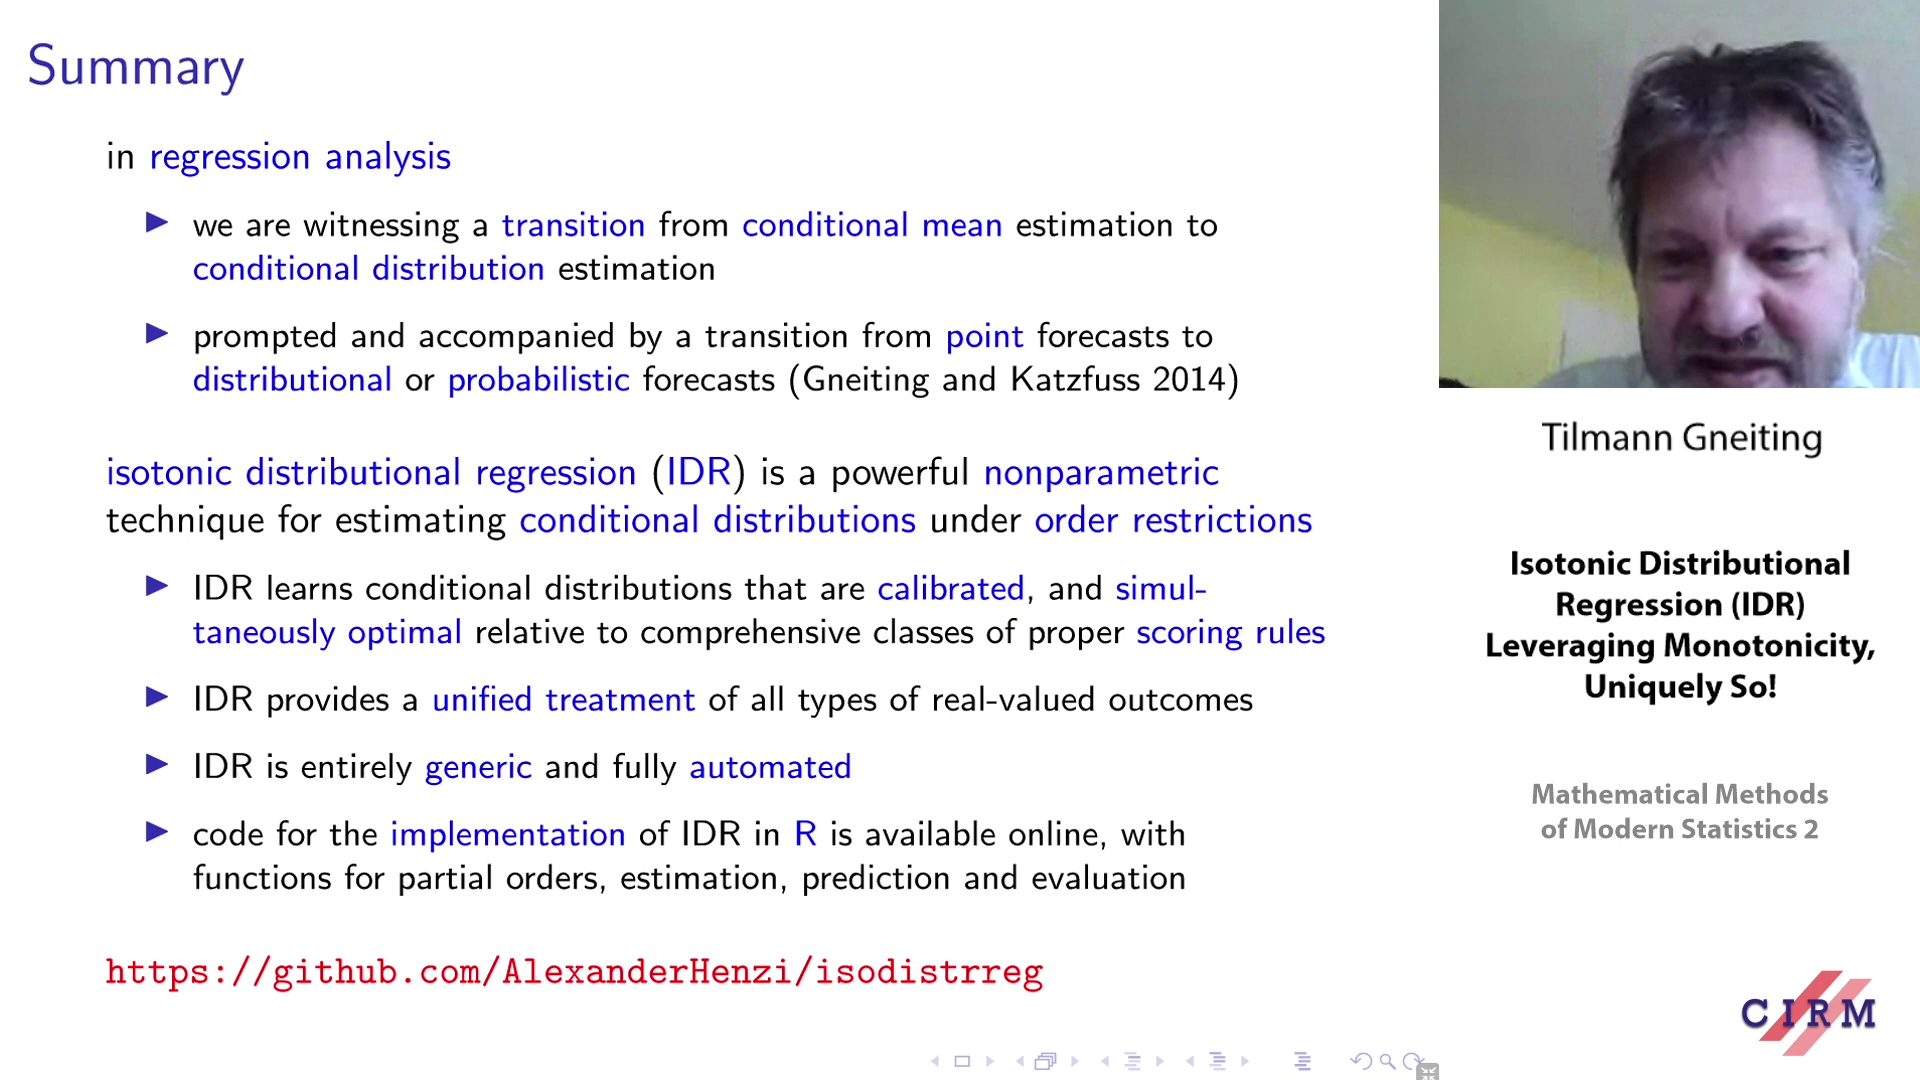 Summary
in regression analysis
we are witnessing a transition from conditional mean estimation to
conditional distribution estimation
prompted and accompanied by a transition from point forecasts to
distributional or probabilistic forecasts (Gneiting and Katzfuss 2014)
isotonic distributional regression (IDR) is a powerful nonparametric
technique for estimating conditional distributions under order restrictions
IDR learns conditional distributions that are calibrated, and simul-
taneously optimal relative to comprehensive classes of proper scoring rules
IDR provides a unified treatment of all types of real-valued outcomes
IDR is entirely generic and fully automated
code for the implementation of IDR in R is available online, with
functions for partial orders, estimation, prediction and evaluation
https://github.com/AlexanderHenzi/isodistrreg
Tilmann Gneiting
Isotonic Distributional
Regression (IDR)
Leveraging Monotonicity,
Uniquely So!
Mathematical Methods
of Modern Statistics 2
CIRM